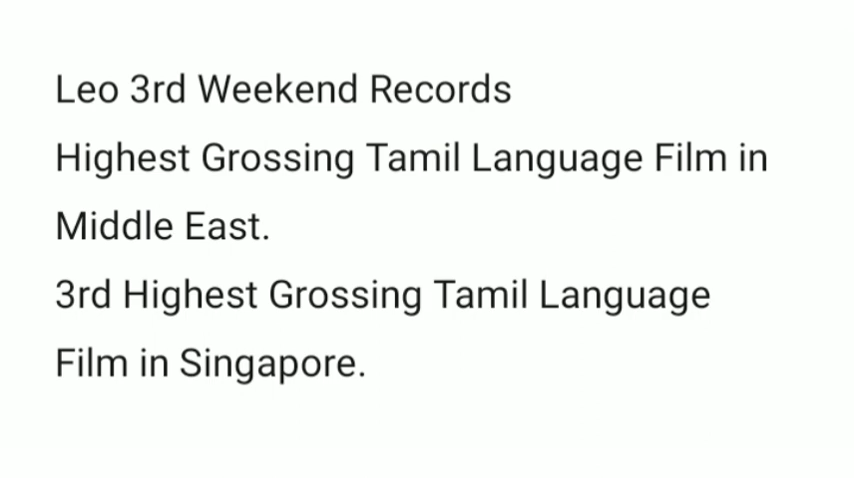 Leo 3rd Weekend Records
Highest Grossing Tamil Language Film in
Middle East.
3rd Highest Grossing Tamil Language
Film in Singapore.